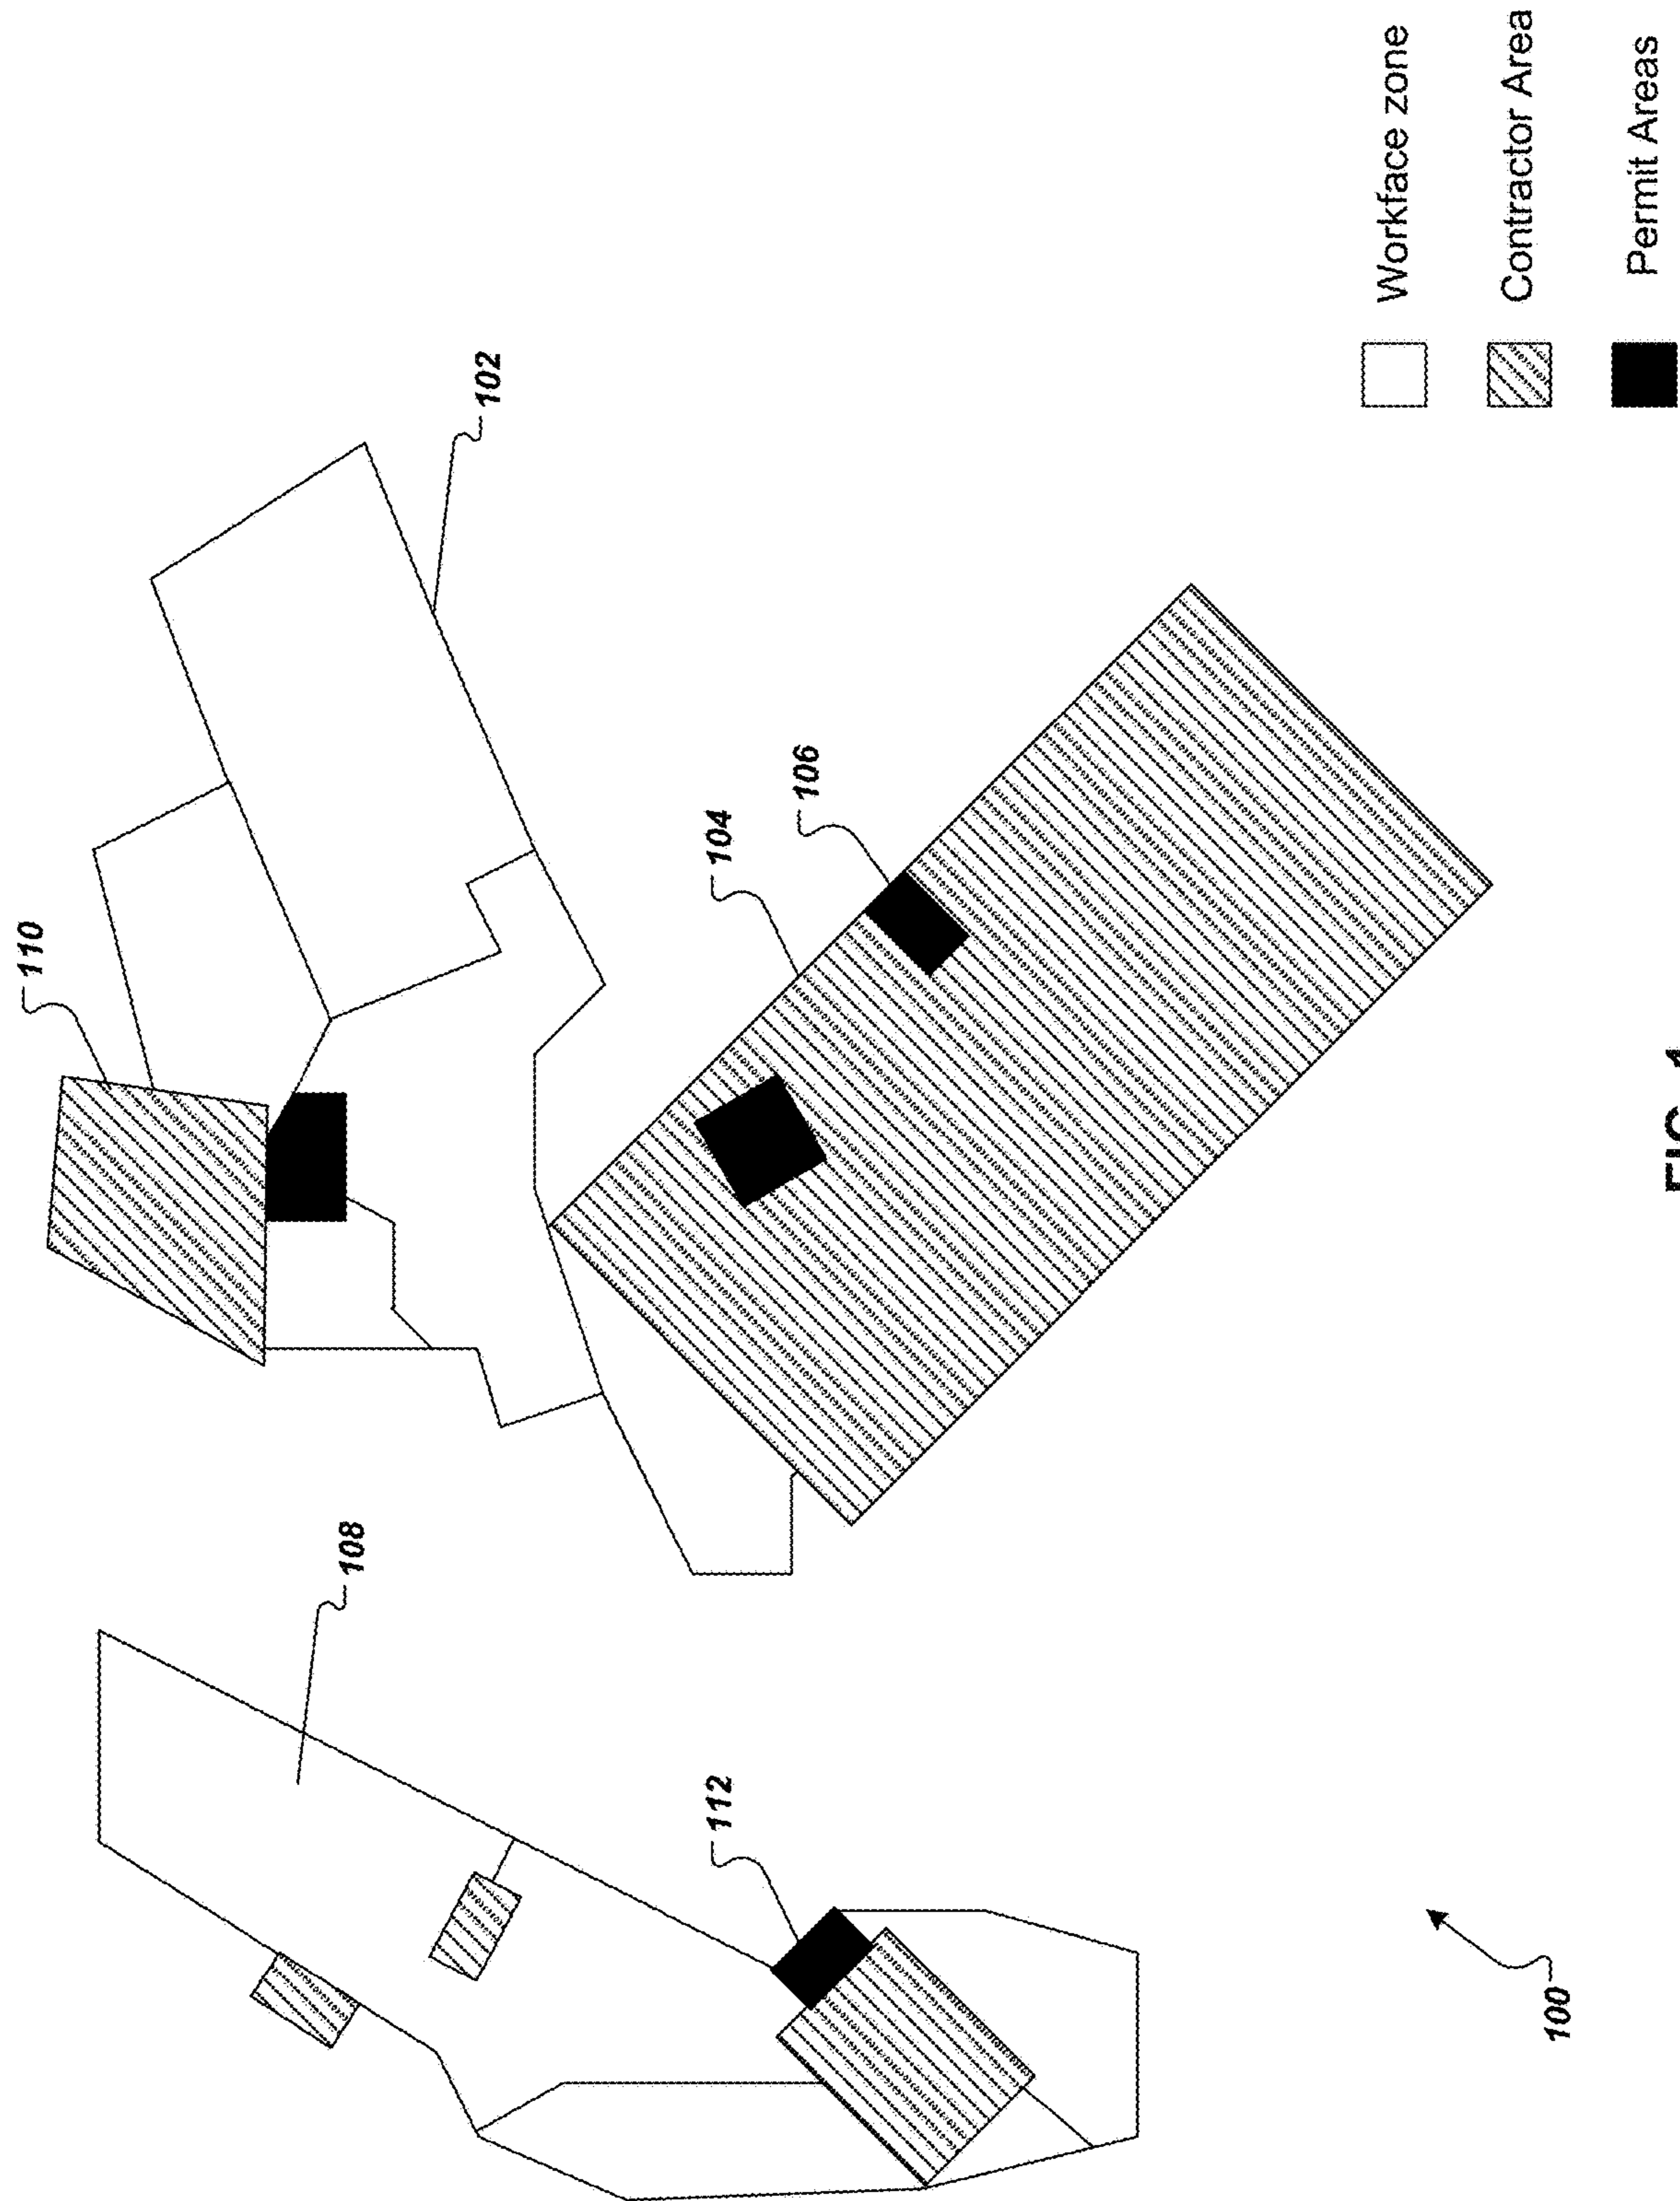 110
108
102
112
104
106
Workface zone
Contractor Area
Permit Areas
100